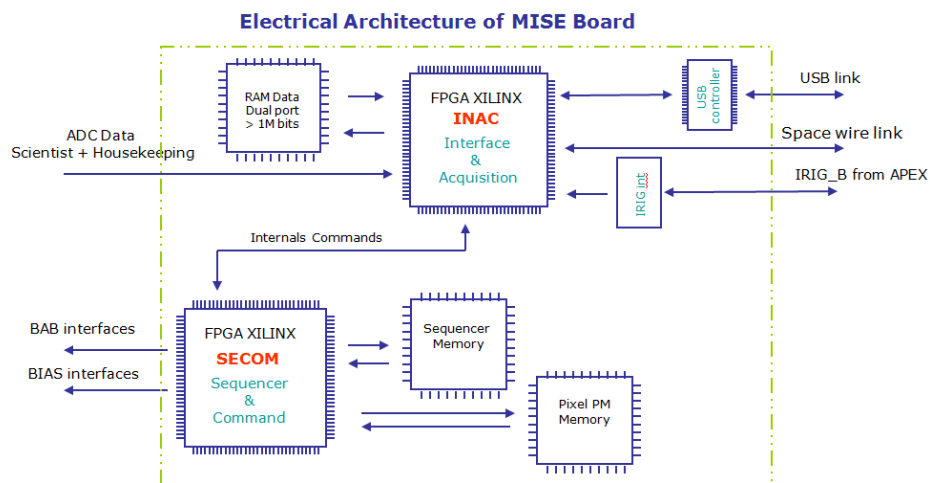 Electrical Architecture of MISE Board
RAM Data
Dual port
> 1M bits
FPGA XILINX
INAC
Interface
&
Acquisition
USB
controller
USB link
ADC Data
Scientist + Housekeeping
Space wire link
IRIG int
IRIG_B from APEX
Internals Commands
FPGA XILINX
SECOM
Sequencer
&
Command
Sequencer
Memory
BAB interfaces
BIAS interfaces
Pixel PM
Memory